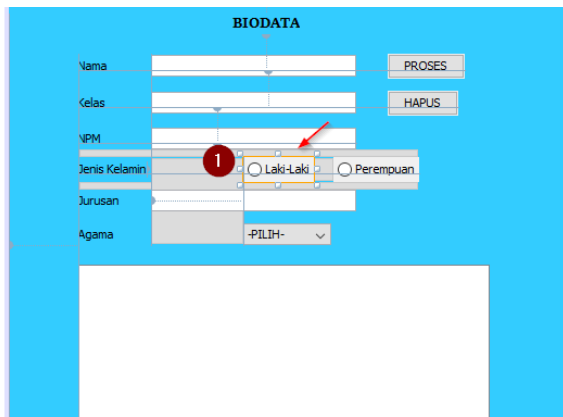 BIODATA
Nama
PROSES
Kelas
HAPUS
NPM
1
Jenis Kelamin
Laki-Laki
Perempuan
Jurusan
Agama
-PILIH-